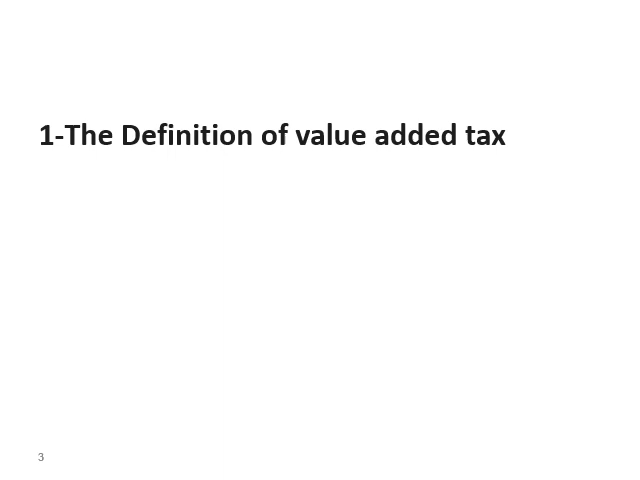 1-The Definition of value added tax
3